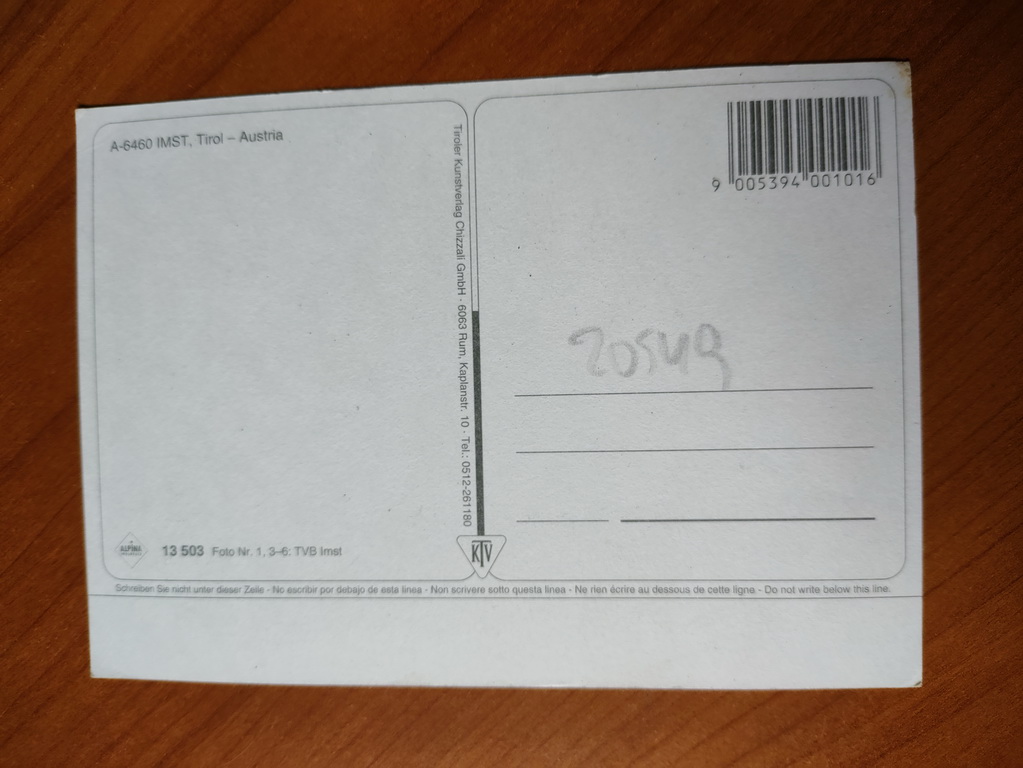 A-6460 IMST, Tirol – Austria
Tiroler Kunstverlag Chizzali GmbH · 6063 Rum, Kaplanstr. 10 · Tel.: 0512-261180
9 005394 001016
20549
ALPINA
13 503 Foto Nr. 1, 3–6: TVB Imst
KTV
Schreiben Sie nicht unter dieser Zeile - No escribir por debajo de esta linea - Non scrivere sotto questa linea - Ne rien écrire au dessous de cette ligne - Do not write below this line.